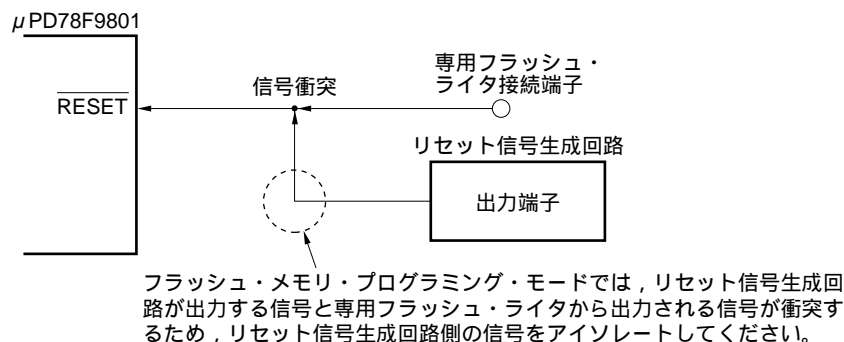 μPD78F9801
専用フラッシュ・
ライタ接続端子
信号衝突
RESET
リセット信号生成回路
出力端子
フラッシュ・メモリ・プログラミング・モードでは，リセット信号生成回
路が出力する信号と専用フラッシュ・ライタから出力される信号が衝突す
るため，リセット信号生成回路側の信号をアイソレートしてください。